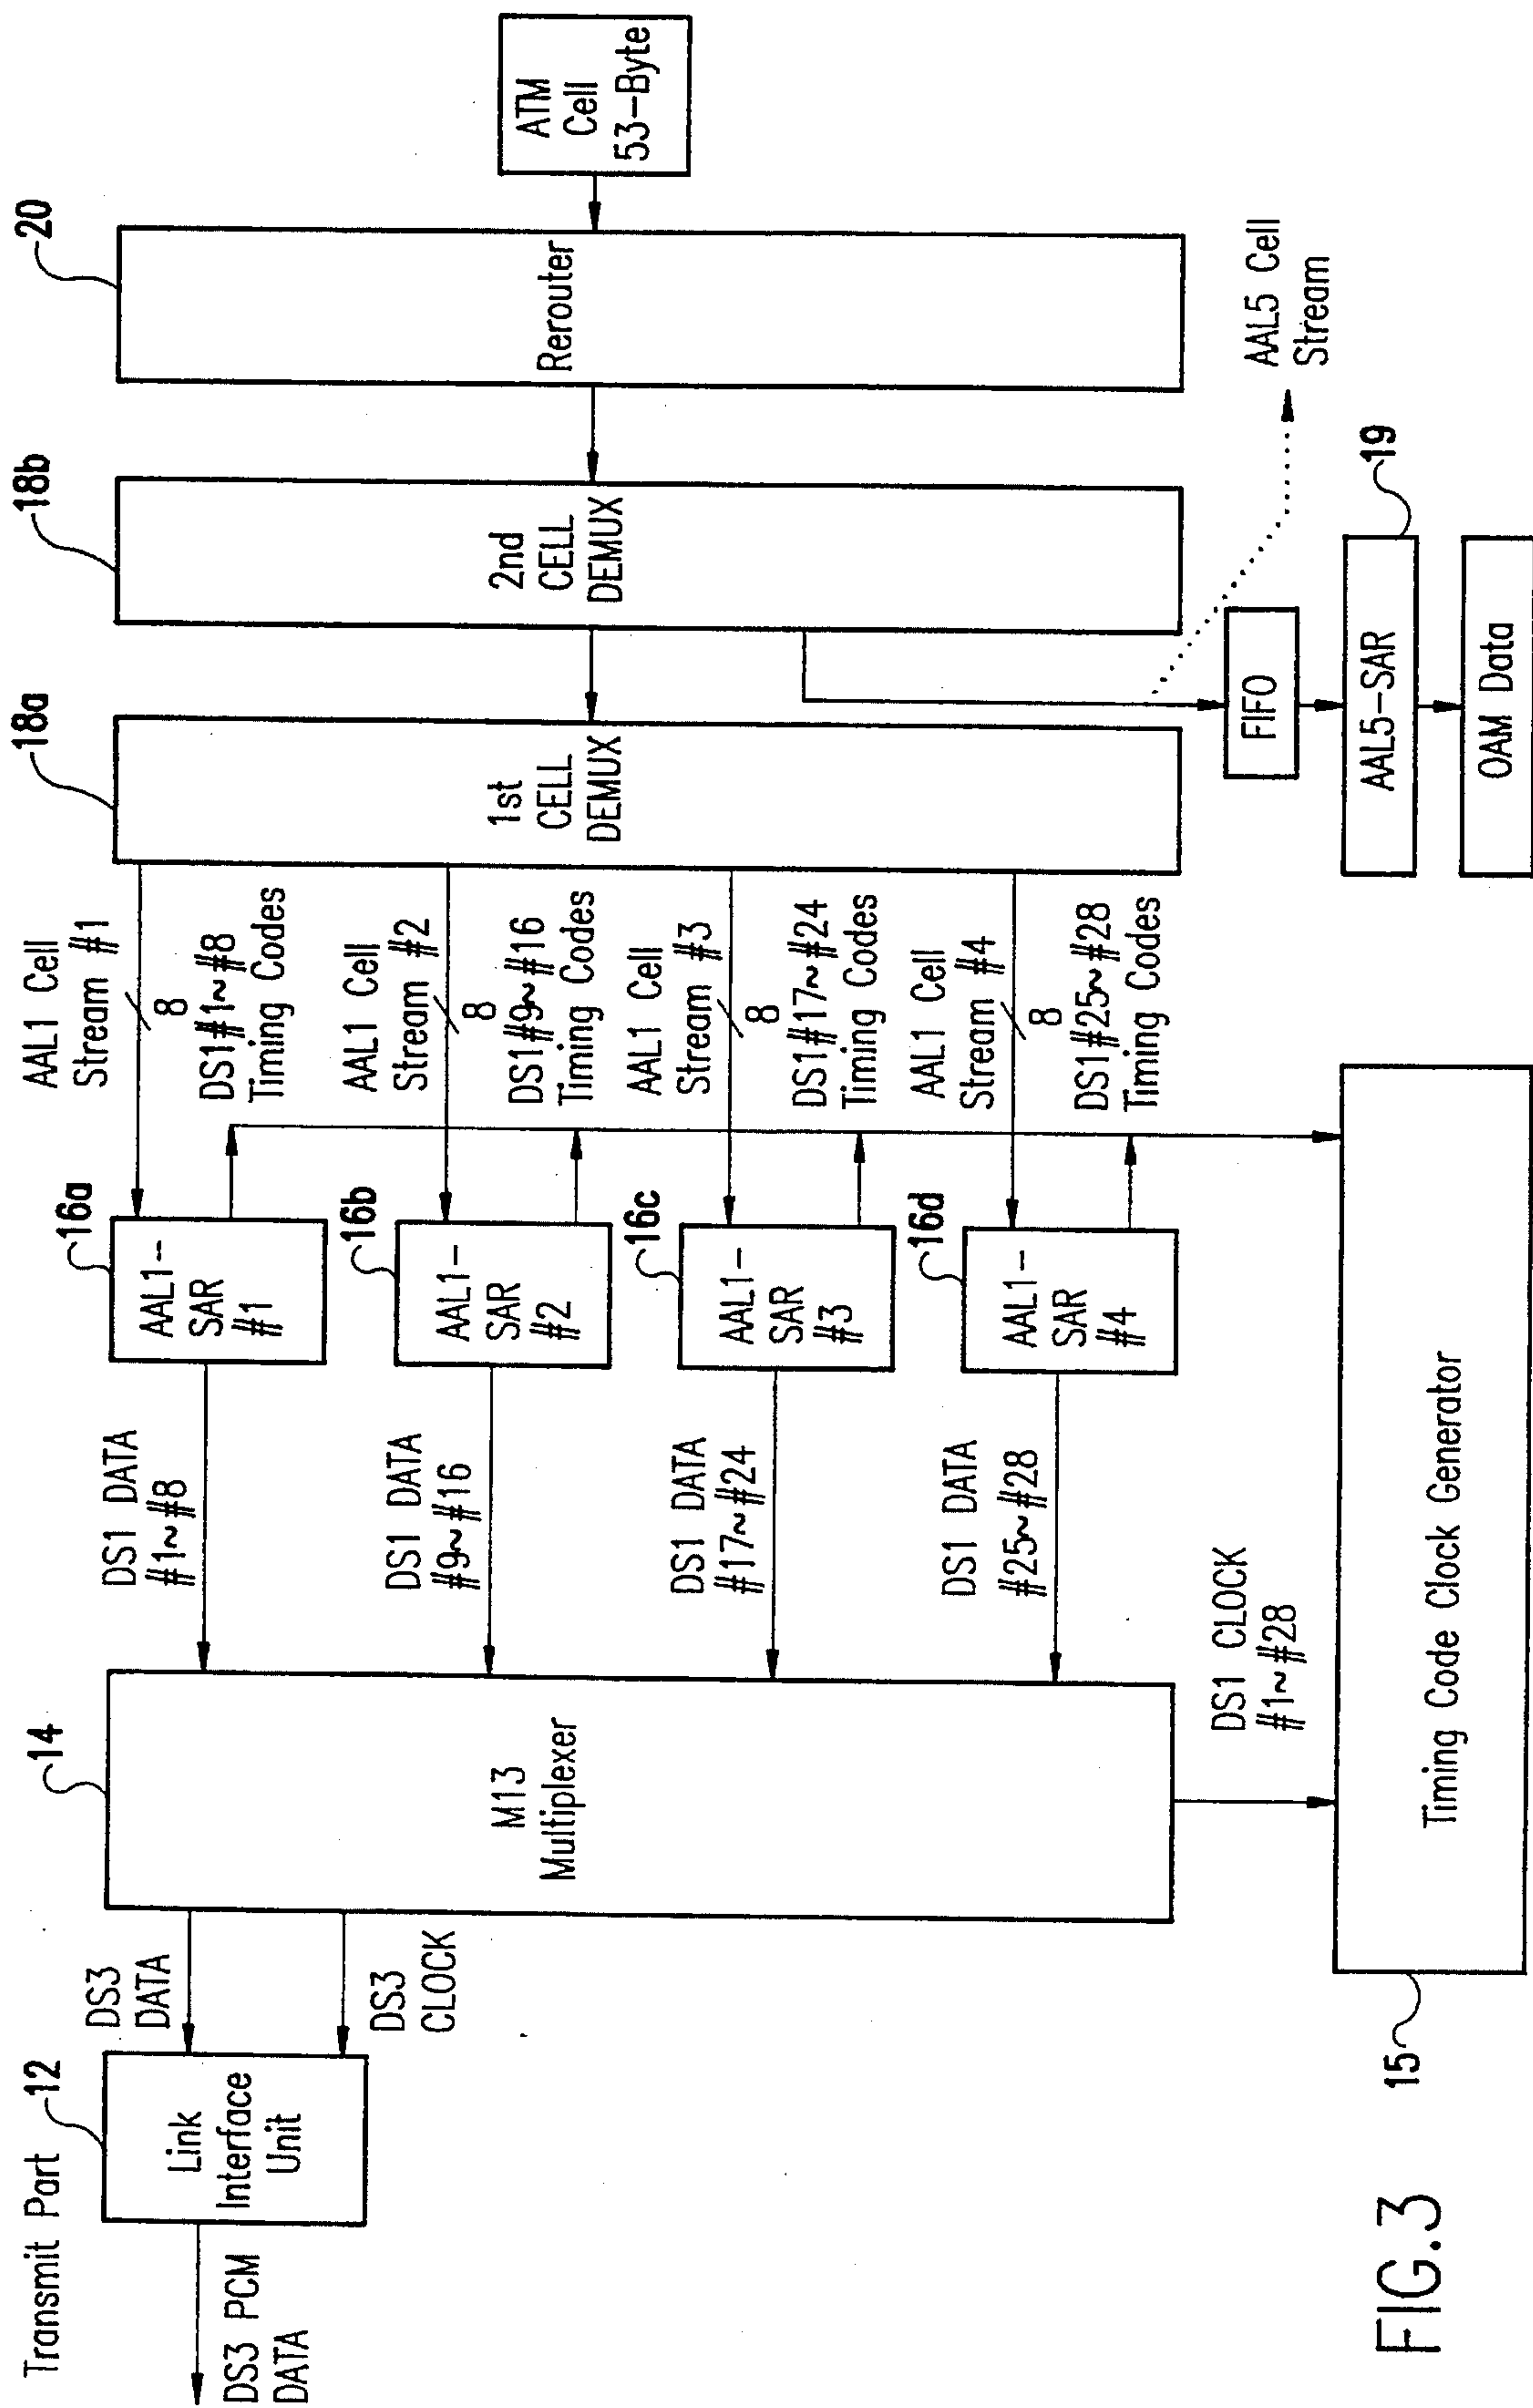 Transmit Part
12
Link
Interface
Unit
DS3 PCM
DATA
DS3
DATA
DS3
CLOCK
14
M13
Multiplexer
DS1 DATA
#1~#8
DS1 DATA
#9~#16
DS1 DATA
#17~#24
DS1 DATA
#25~#28
DS1 CLOCK
#1~#28
16a
AAL1-
SAR
#1
16b
AAL1-
SAR
#2
16c
AAL1-
SAR
#3
16d
AAL1-
SAR
#4
AAL1 Cell
Stream #1
8
DS1#1~#8
Timing Codes
AAL1 Cell
Stream #2
8
DS1#9~#16
Timing Codes
AAL1 Cell
Stream #3
8
DS1#17~#24
Timing Codes
AAL1 Cell
Stream #4
8
DS1#25~#28
Timing Codes
18a
1st
CELL
DEMUX
18b
2nd
CELL
DEMUX
20
Rerouter
ATM
Cell
53-Byte
AAL5 Cell
Stream
FIFO
19
AAL5-SAR
OAM Data
15
Timing Code Clock Generator
FIG.3